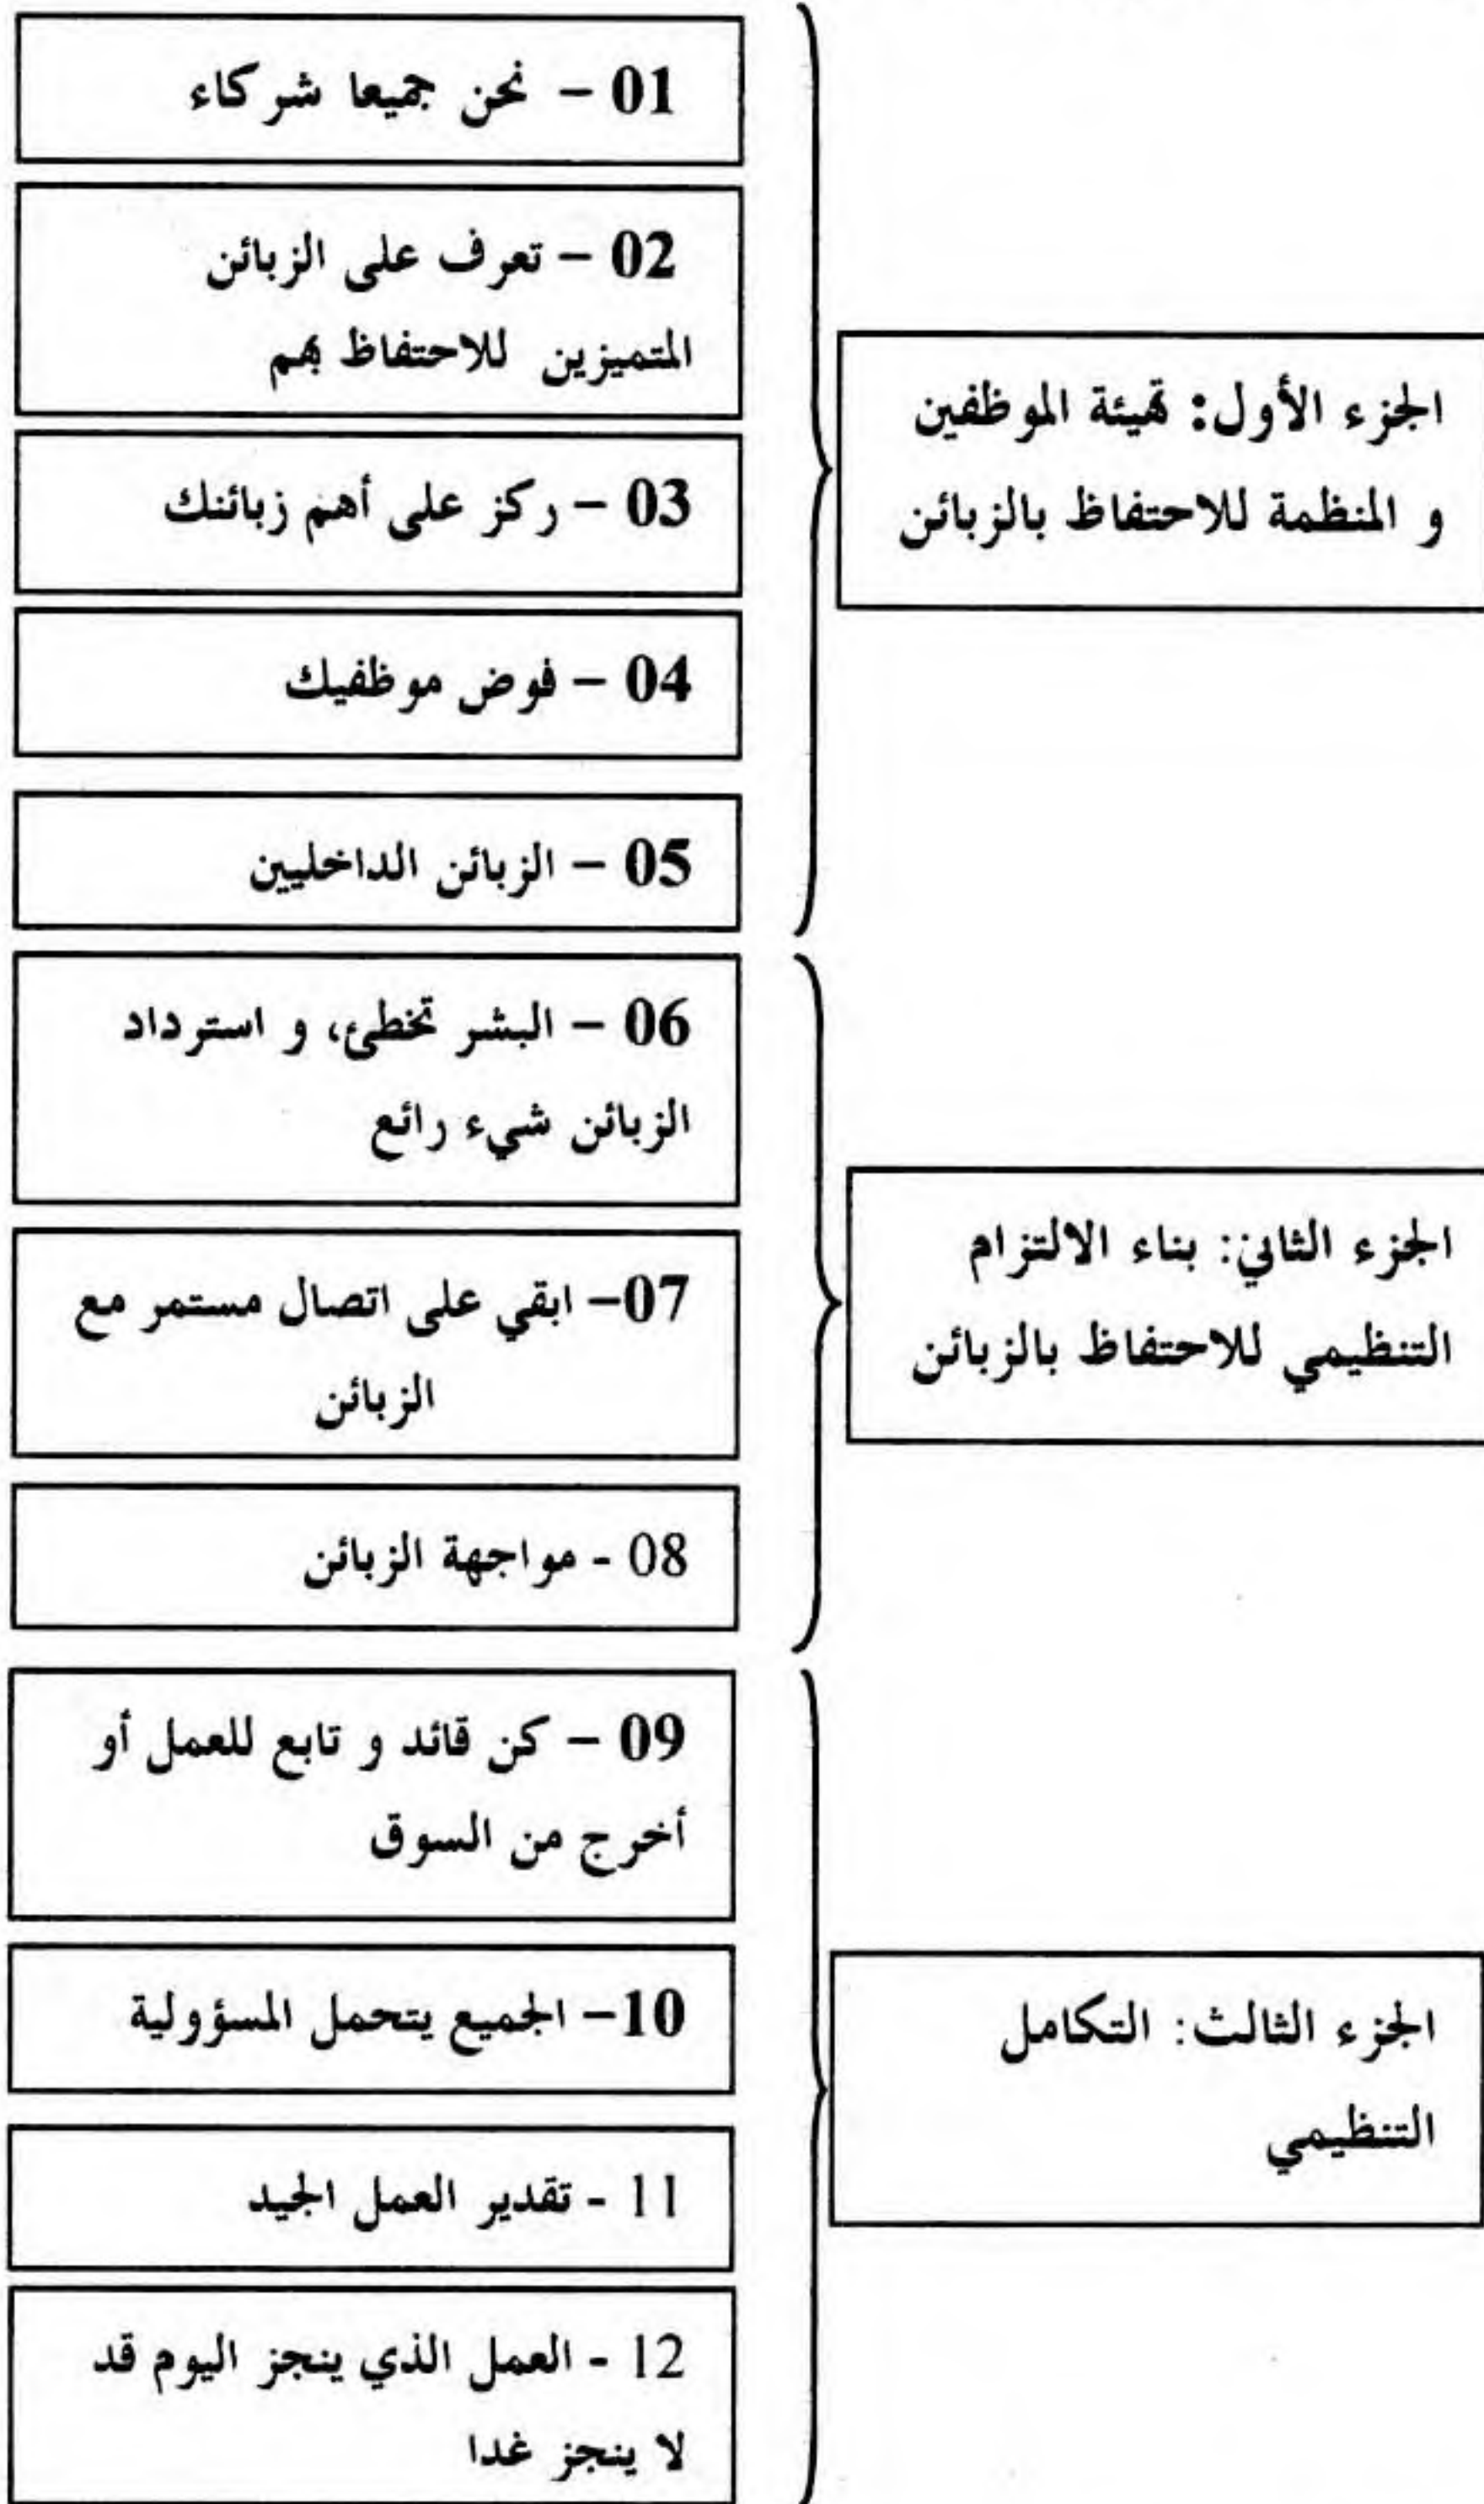 الجزء الأول: تهيئة الموظفين
و المنظمة للاحتفاظ بالزبائن
01 – نحن جميعا شركاء
02 – تعرف على الزبائن
المتميزين للاحتفاظ بهم
03 – ركز على أهم زبائنك
04 – فوض موظفيك
05 – الزبائن الداخليين
الجزء الثاني: بناء الالتزام
التنظيمي للاحتفاظ بالزبائن
06 – البشر تخطئ، و استرداد
الزبائن شيء رائع
07– ابقي على اتصال مستمر مع
الزبائن
08 - مواجهة الزبائن
الجزء الثالث: التكامل
التنظيمي
09 – كن قائد و تابع للعمل أو
أخرج من السوق
10– الجميع يتحمل المسؤولية
11 - تقدير العمل الجيد
12 - العمل الذي ينجز اليوم قد
لا ينجز غدا